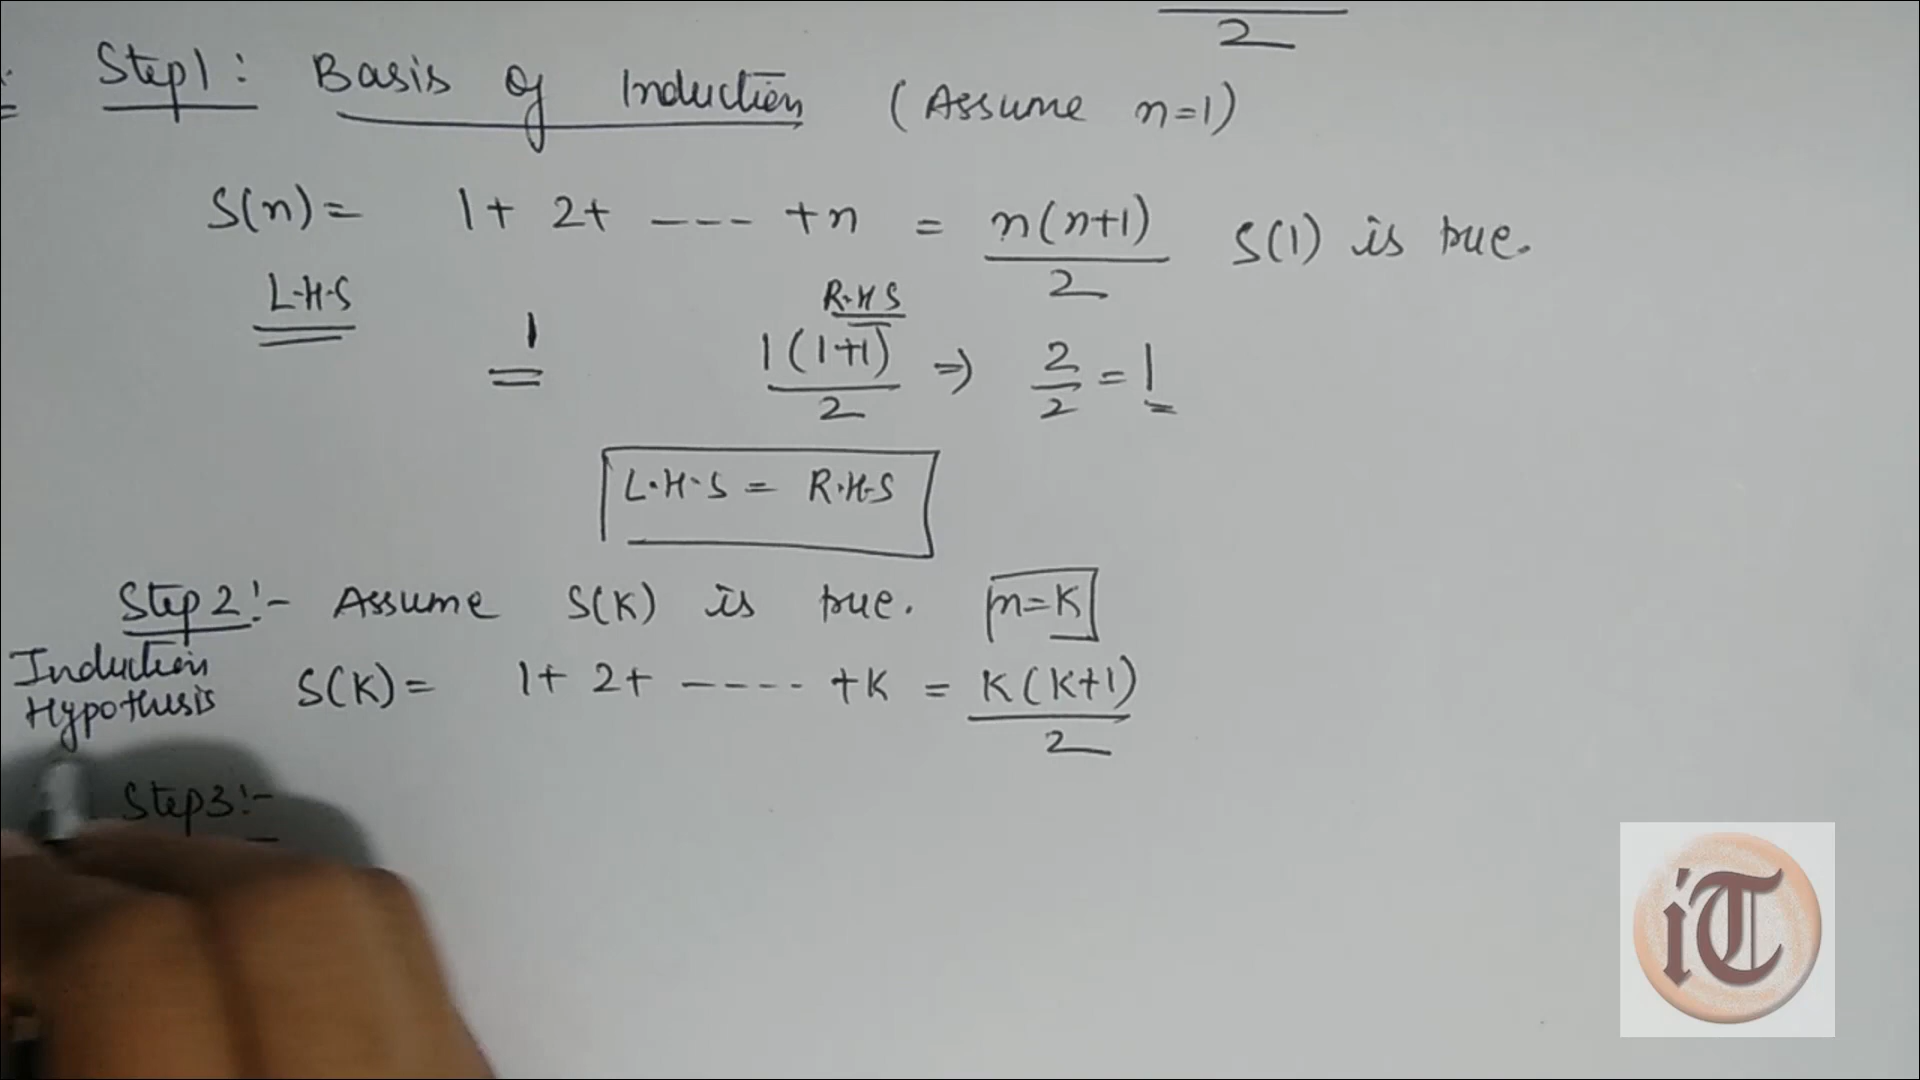 2
Step1: Basis of Induction (Assume n=1)
S(n)= 1+ 2+ ---- +n = n(n+1)/2 S(1) is true.
L.H.S R.H.S
1 1(1+1)/2 => 2/2 = 1
L.H.S = R.H.S
Step 2:- Assume S(K) is true. n=K
Induction
Hypothesis S(K)= 1+ 2+ ----- +K = K(K+1)/2
Step3:-
iT